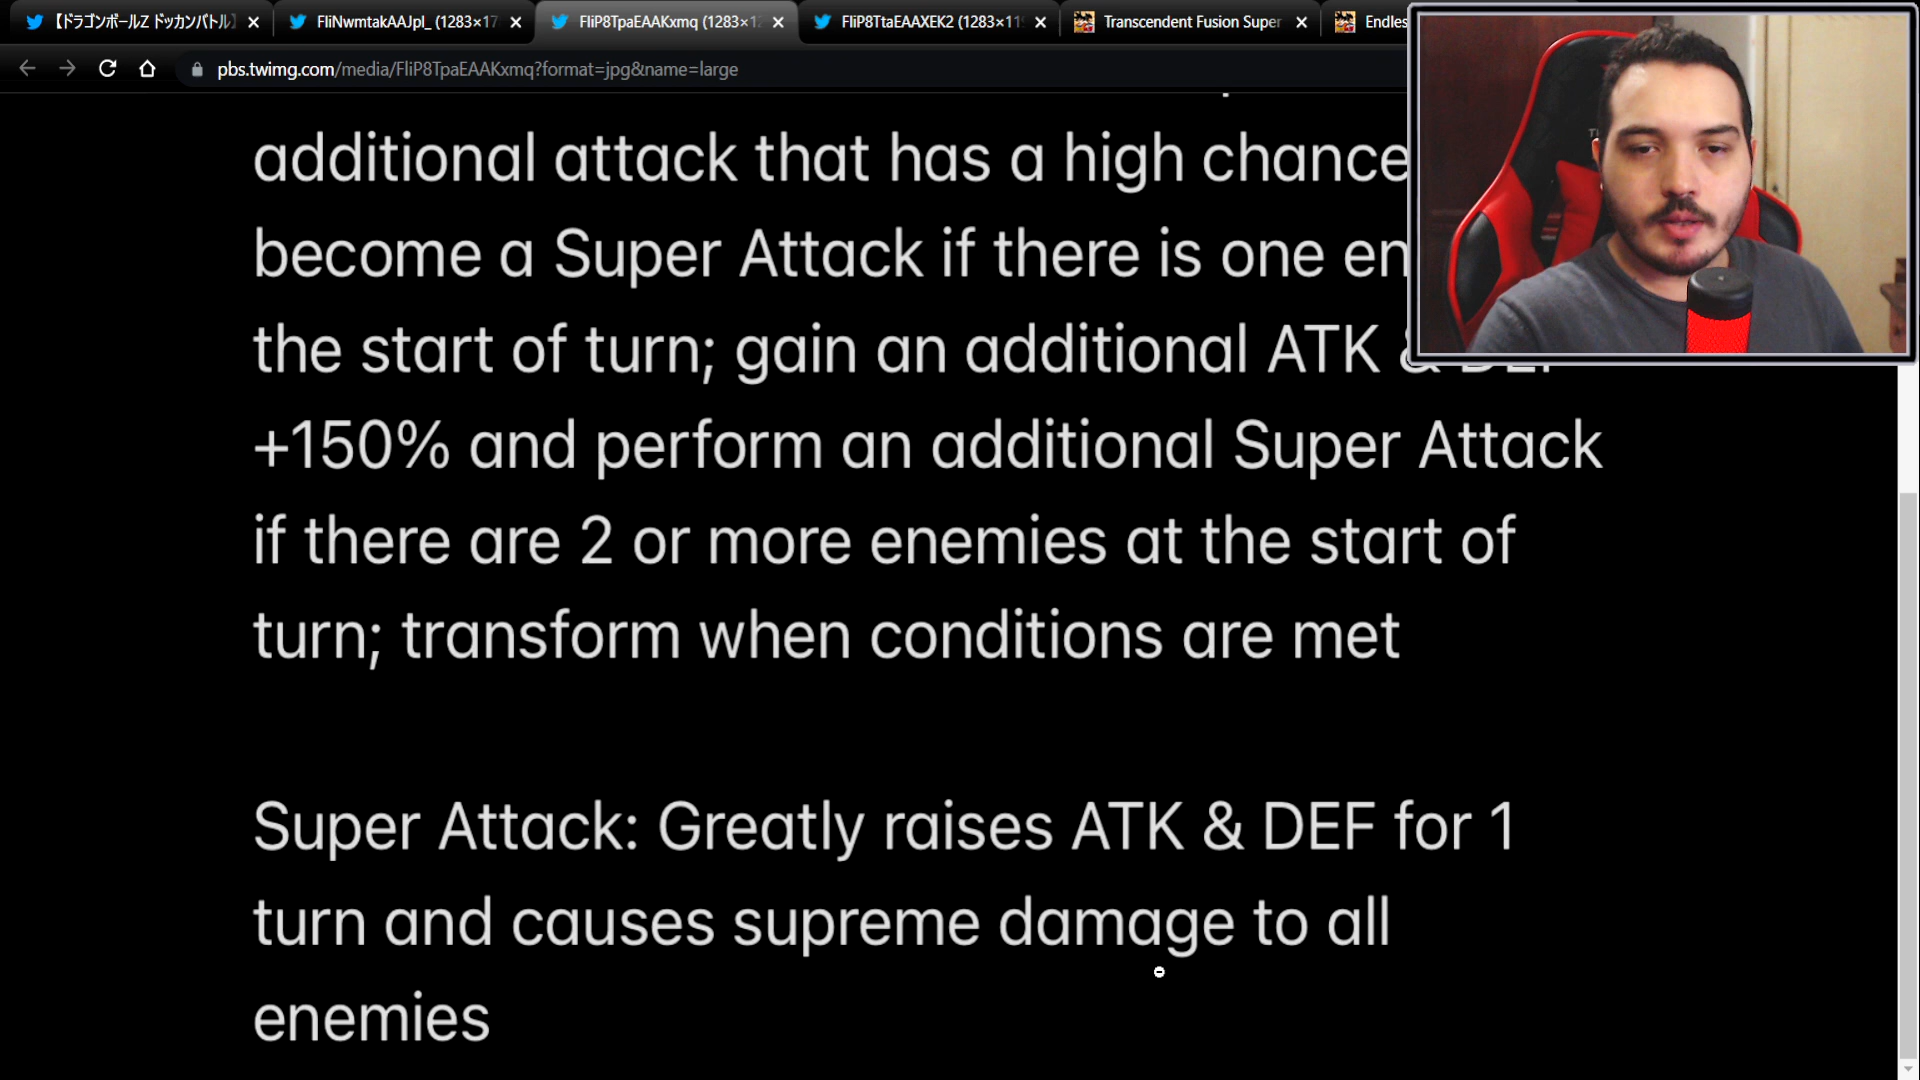 【ドラゴンボールZ ドッカンバトル】
FliNwmtakAAJpI_ (1283×17
FliP8TpaEAAKxmq (1283×12
FliP8TtaEAAXEK2 (1283×11
Transcendent Fusion Super
Endles
pbs.twimg.com/media/FliP8TpaEAAKxmq?format=jpg&name=large
additional attack that has a high chance
become a Super Attack if there is one en
the start of turn; gain an additional ATK & DEF
+150% and perform an additional Super Attack
if there are 2 or more enemies at the start of
turn; transform when conditions are met
Super Attack: Greatly raises ATK & DEF for 1
turn and causes supreme damage to all
enemies